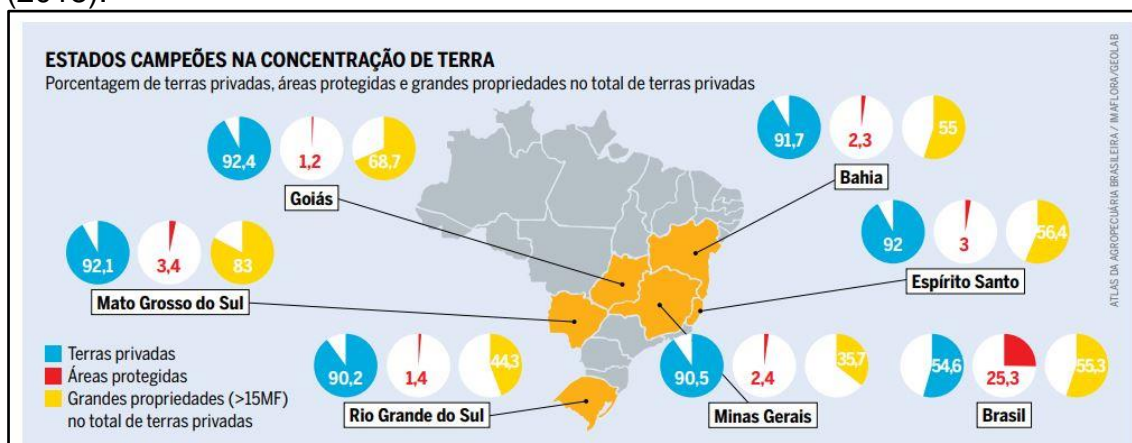 (2018).
ESTADOS CAMPEÕES NA CONCENTRAÇÃO DE TERRA
Porcentagem de terras privadas, áreas protegidas e grandes propriedades no total de terras privadas
92,4 1,2 68,7
Goiás
91,7 2,3 55
Bahia
92,1 3,4 83
Mato Grosso do Sul
92 3 56,4
Espírito Santo
Terras privadas
Áreas protegidas
Grandes propriedades (>15MF)
no total de terras privadas
90,2 1,4 44,3
Rio Grande do Sul
90,5 2,4 35,7
Minas Gerais
54,6 25,3 55,3
Brasil
ATLAS DA AGROPECUÁRIA BRASILEIRA / IMAFLORA/GEOLAB